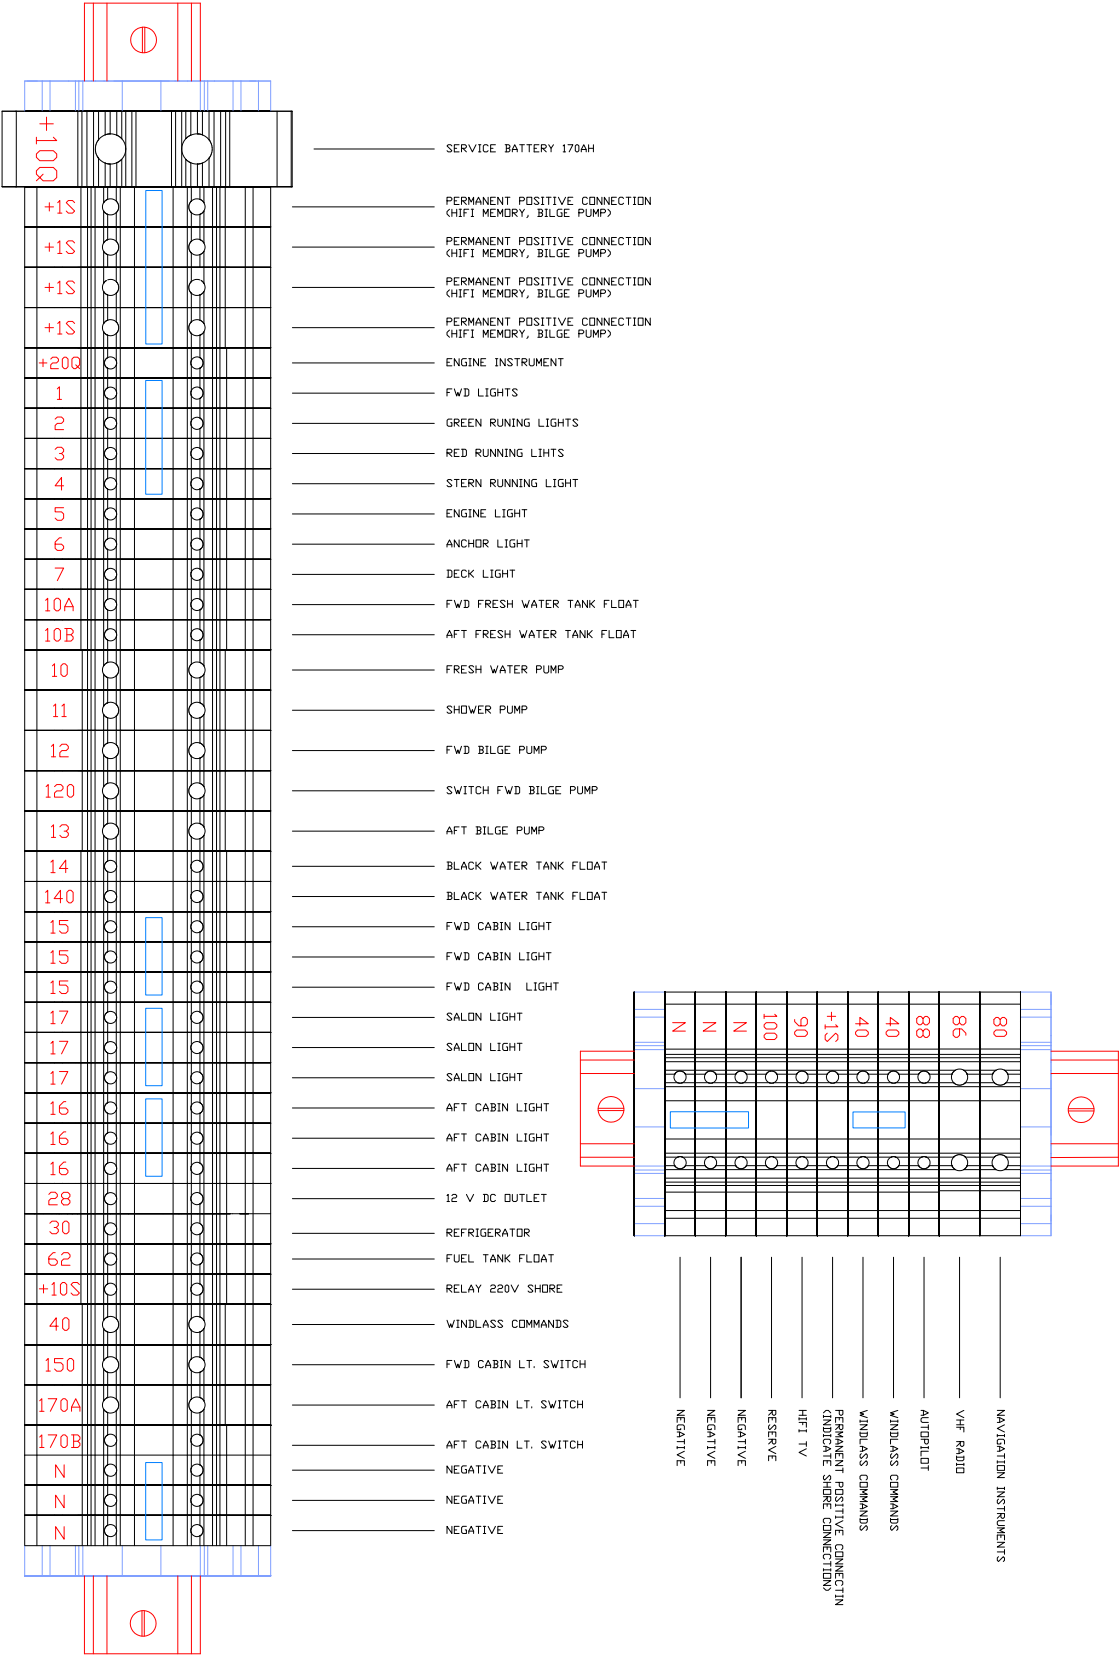 +10Q SERVICE BATTERY 170AH
+1S PERMANENT POSITIVE CONNECTION
(HIFI MEMORY, BILGE PUMP)
+1S PERMANENT POSITIVE CONNECTION
(HIFI MEMORY, BILGE PUMP)
+1S PERMANENT POSITIVE CONNECTION
(HIFI MEMORY, BILGE PUMP)
+1S PERMANENT POSITIVE CONNECTION
(HIFI MEMORY, BILGE PUMP)
+20Q ENGINE INSTRUMENT
1 FWD LIGHTS
2 GREEN RUNING LIGHTS
3 RED RUNNING LIHTS
4 STERN RUNNING LIGHT
5 ENGINE LIGHT
6 ANCHOR LIGHT
7 DECK LIGHT
10A FWD FRESH WATER TANK FLOAT
10B AFT FRESH WATER TANK FLOAT
10 FRESH WATER PUMP
11 SHOWER PUMP
12 FWD BILGE PUMP
120 SWITCH FWD BILGE PUMP
13 AFT BILGE PUMP
14 BLACK WATER TANK FLOAT
140 BLACK WATER TANK FLOAT
15 FWD CABIN LIGHT
15 FWD CABIN LIGHT
15 FWD CABIN LIGHT
17 SALON LIGHT
17 SALON LIGHT
17 SALON LIGHT
16 AFT CABIN LIGHT
16 AFT CABIN LIGHT
16 AFT CABIN LIGHT
28 12 V DC OUTLET
30 REFRIGERATOR
62 FUEL TANK FLOAT
+10S RELAY 220V SHORE
40 WINDLASS COMMANDS
150 FWD CABIN LT. SWITCH
170A AFT CABIN LT. SWITCH
170B AFT CABIN LT. SWITCH
N NEGATIVE
N NEGATIVE
N NEGATIVE
N NEGATIVE
N NEGATIVE
N NEGATIVE
100 RESERVE
90 HIFI TV
+1S PERMANENT POSITIVE CONNECTIN
(INDICATE SHORE CONNECTION)
40 WINDLASS COMMANDS
40 WINDLASS COMMANDS
88 AUTOPILOT
86 VHF RADIO
80 NAVIGATION INSTRUMENTS